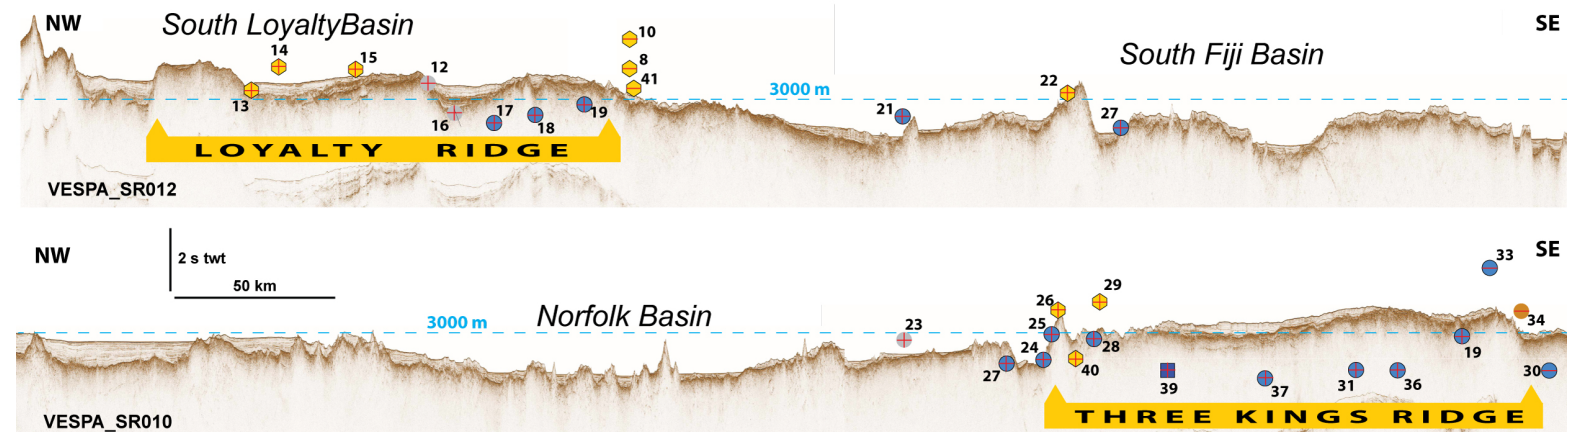 NW South LoyaltyBasin SE
10
14 15 12 8 South Fiji Basin
41 22
13 3000 m
16 17 18 19 21 27
LOYALTY RIDGE
VESPA_SR012
NW SE
2 s twt 33
50 km
29
26
3000 m Norfolk Basin 23 25 34
24 28 19
27 40
39 37 31 36 30
THREE KINGS RIDGE
VESPA_SR010